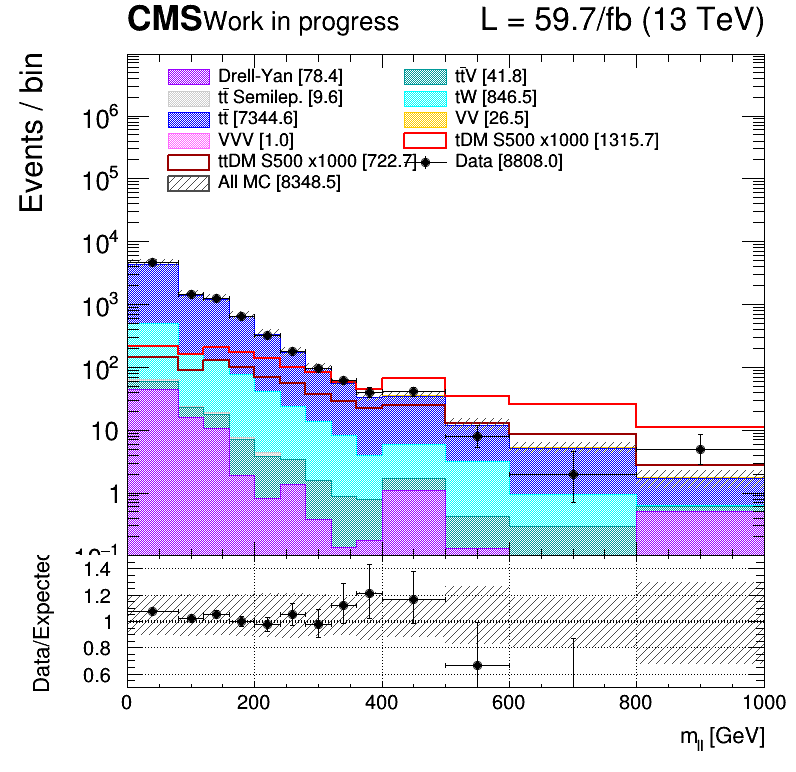 CMS Work in progress L = 59.7/fb (13 TeV)
Events / bin
Drell-Yan [78.4] tt̄V [41.8]
tt̄ Semilep. [9.6] tW [846.5]
tt̄ [7344.6] VV [26.5]
VVV [1.0] tDM S500 x1000 [1315.7]
ttDM S500 x1000 [722.7] Data [8808.0]
All MC [8348.5]
10⁶
10⁵
10⁴
10³
10²
10
1
10⁻¹
Data/Expected
1.4
1.2
1
0.8
0.6
0 200 400 600 800 1000
m_ll [GeV]